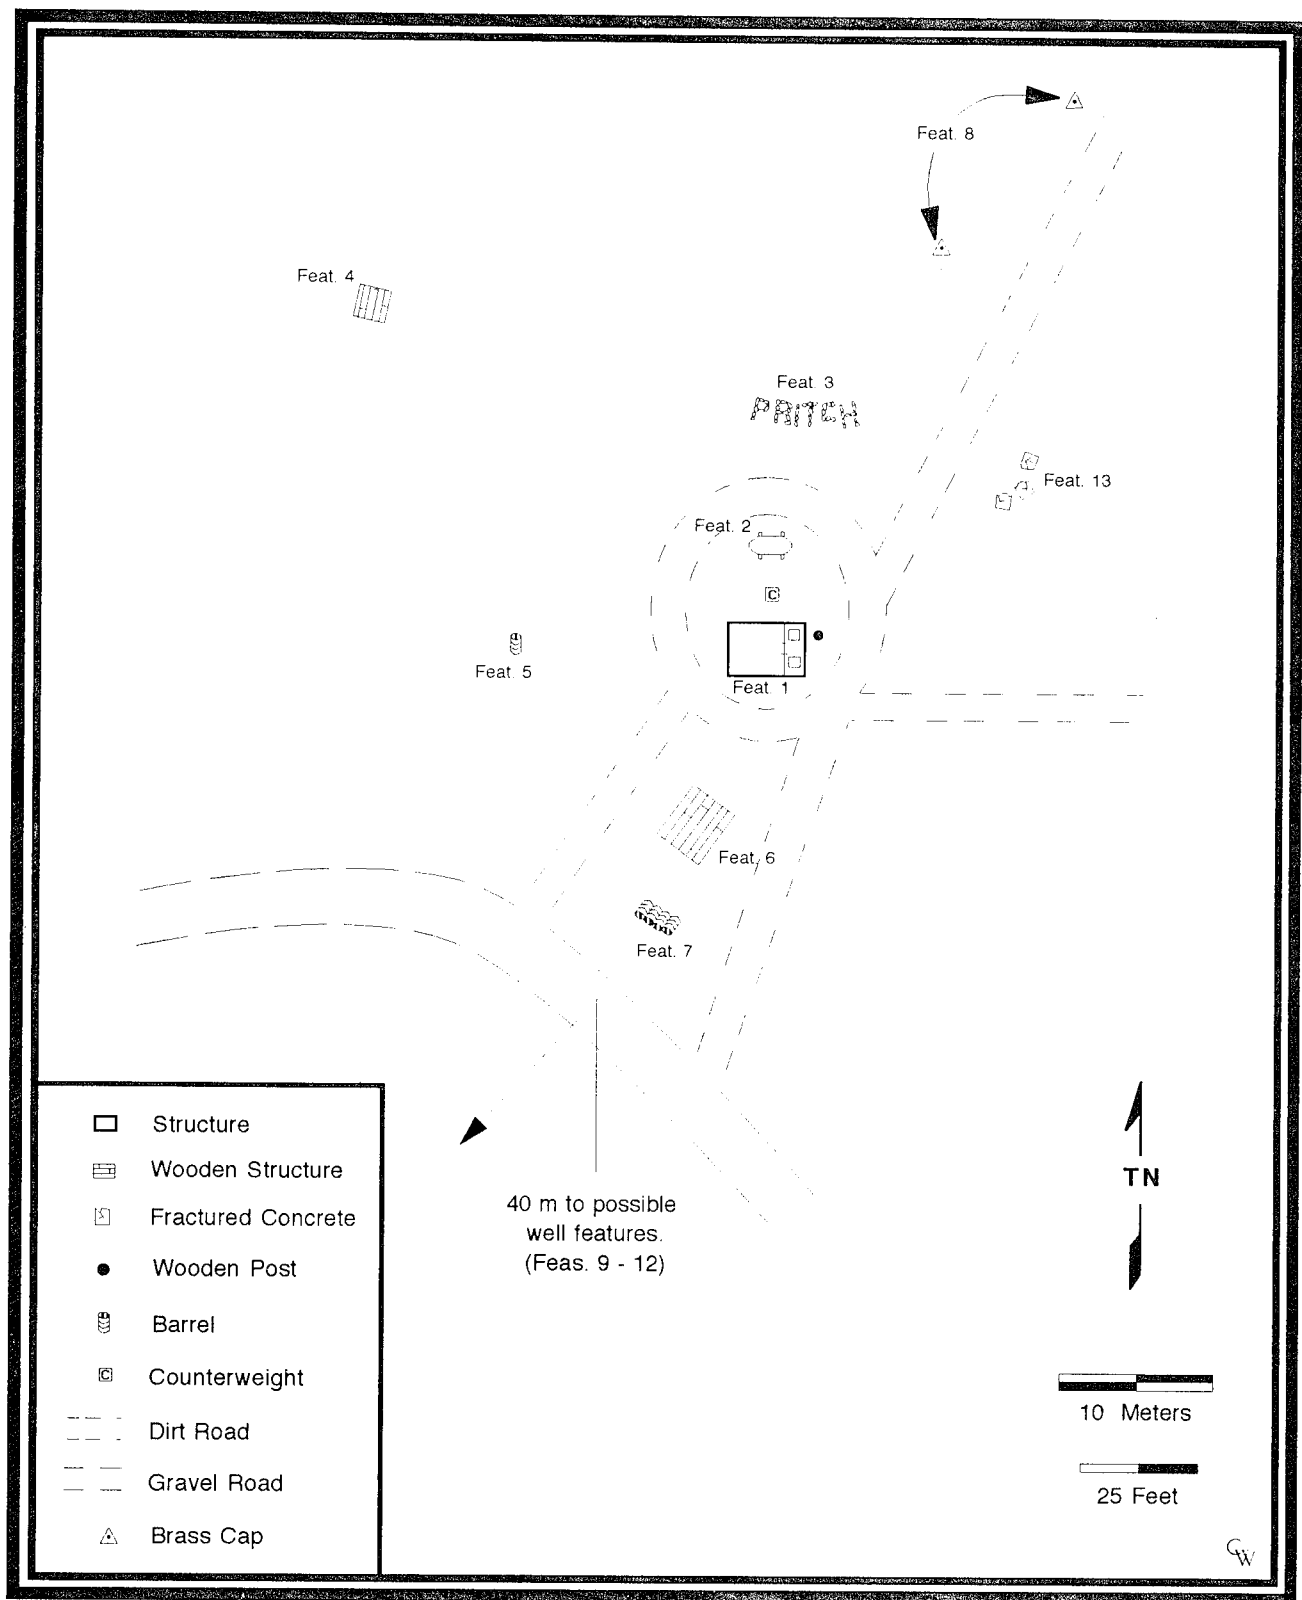 Feat. 8
Feat. 4
Feat. 3
PRITCH
Feat. 13
Feat. 2
C
Feat. 5
Feat. 1
Feat. 6
Feat. 7
40 m to possible
well features.
(Feas. 9 - 12)
Structure
Wooden Structure
Fractured Concrete
Wooden Post
Barrel
C
Counterweight
Dirt Road
Gravel Road
Brass Cap
TN
10 Meters
25 Feet